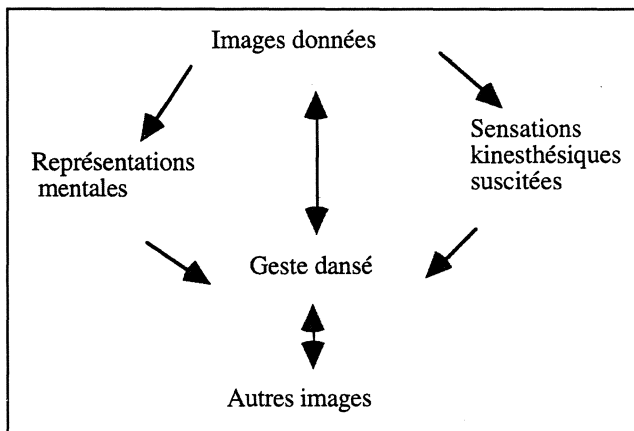 Images données
Représentations
mentales
Sensations
kinesthésiques
suscitées
Geste dansé
Autres images